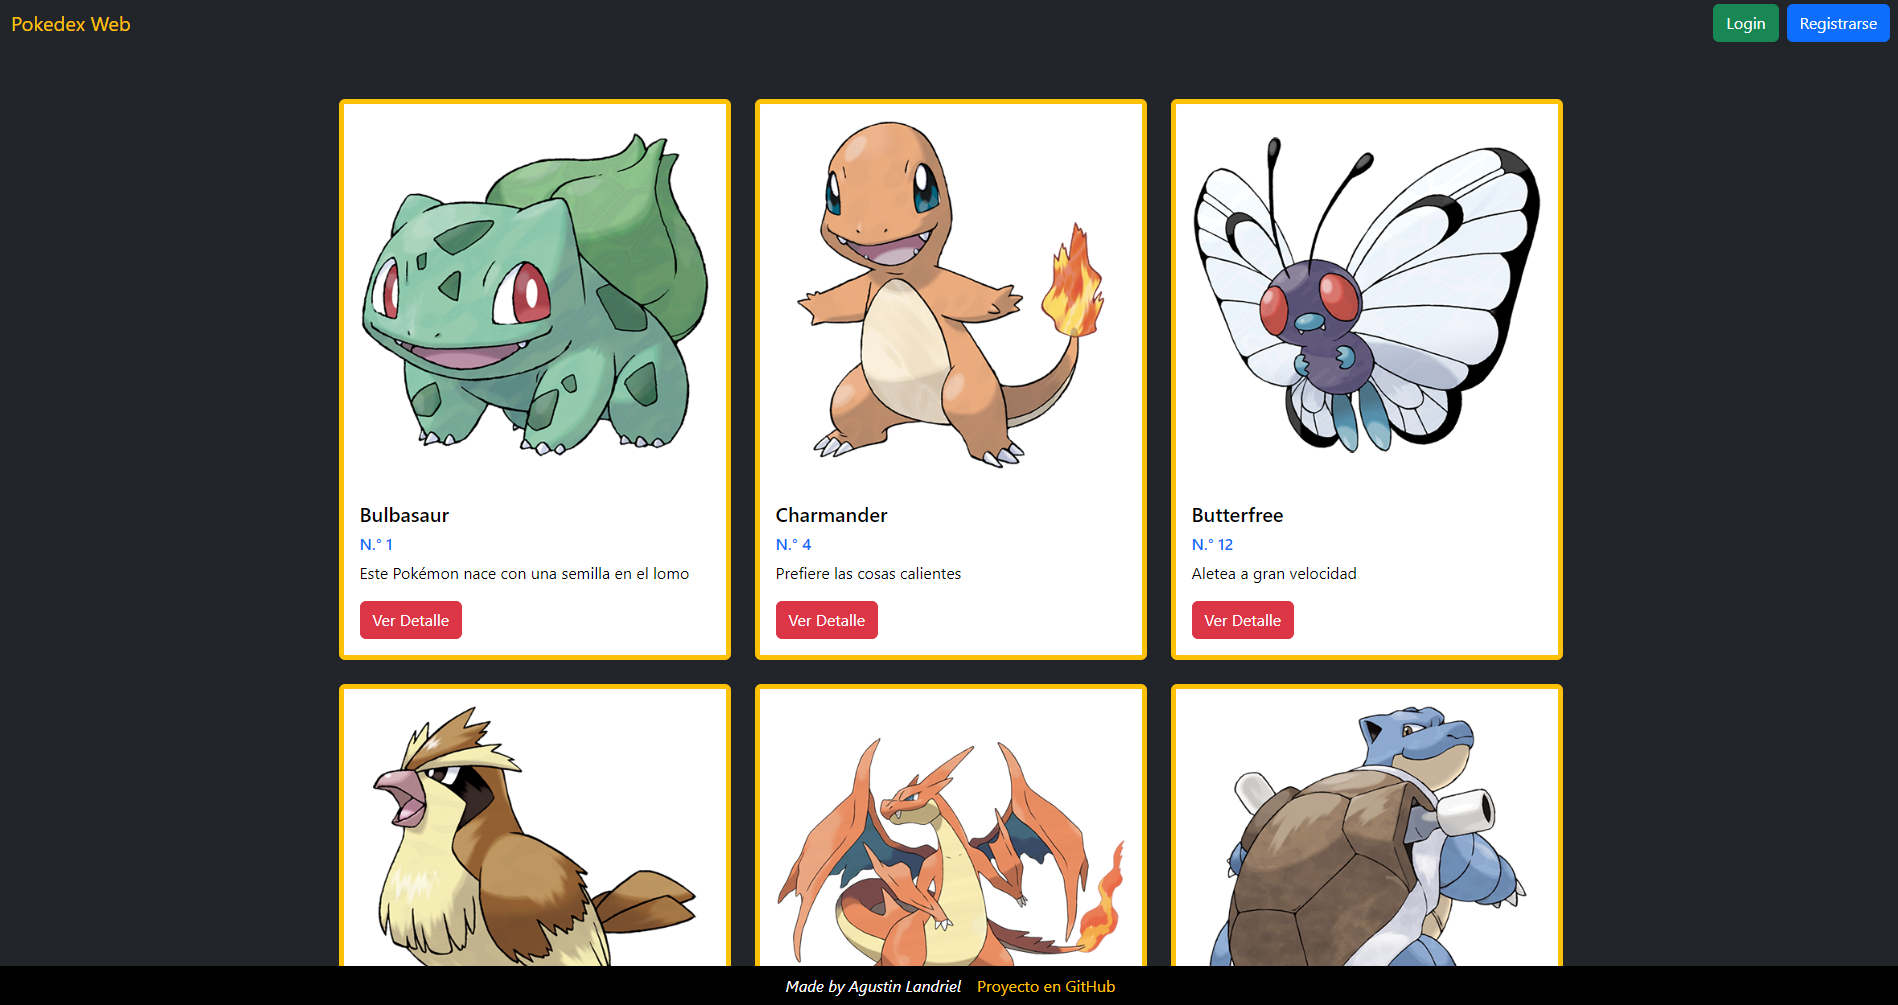 Pokedex Web
Login
Registrarse
Bulbasaur
N.° 1
Este Pokémon nace con una semilla en el lomo
Ver Detalle
Charmander
N.° 4
Prefiere las cosas calientes
Ver Detalle
Butterfree
N.° 12
Aletea a gran velocidad
Ver Detalle
Made by Agustin Landriel Proyecto en GitHub